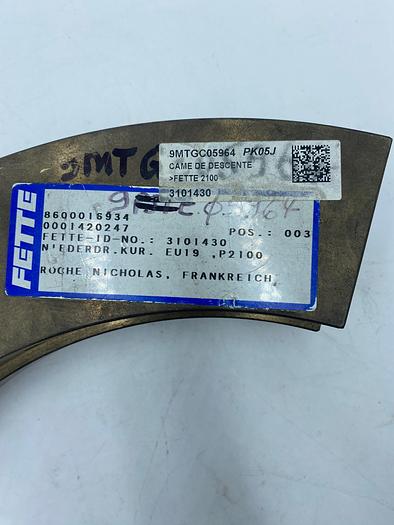 9MTG
9MTGC05964 PK05J
CAME DE DESCENTE
>FETTE 2100
3101430
FETTE
8600016934
0001420247 POS.: 003
FETTE-ID-NO.: 3101430
NIEDERDR.KUR. EU19 ,P2100
ROCHE NICHOLAS, FRANKREICH,